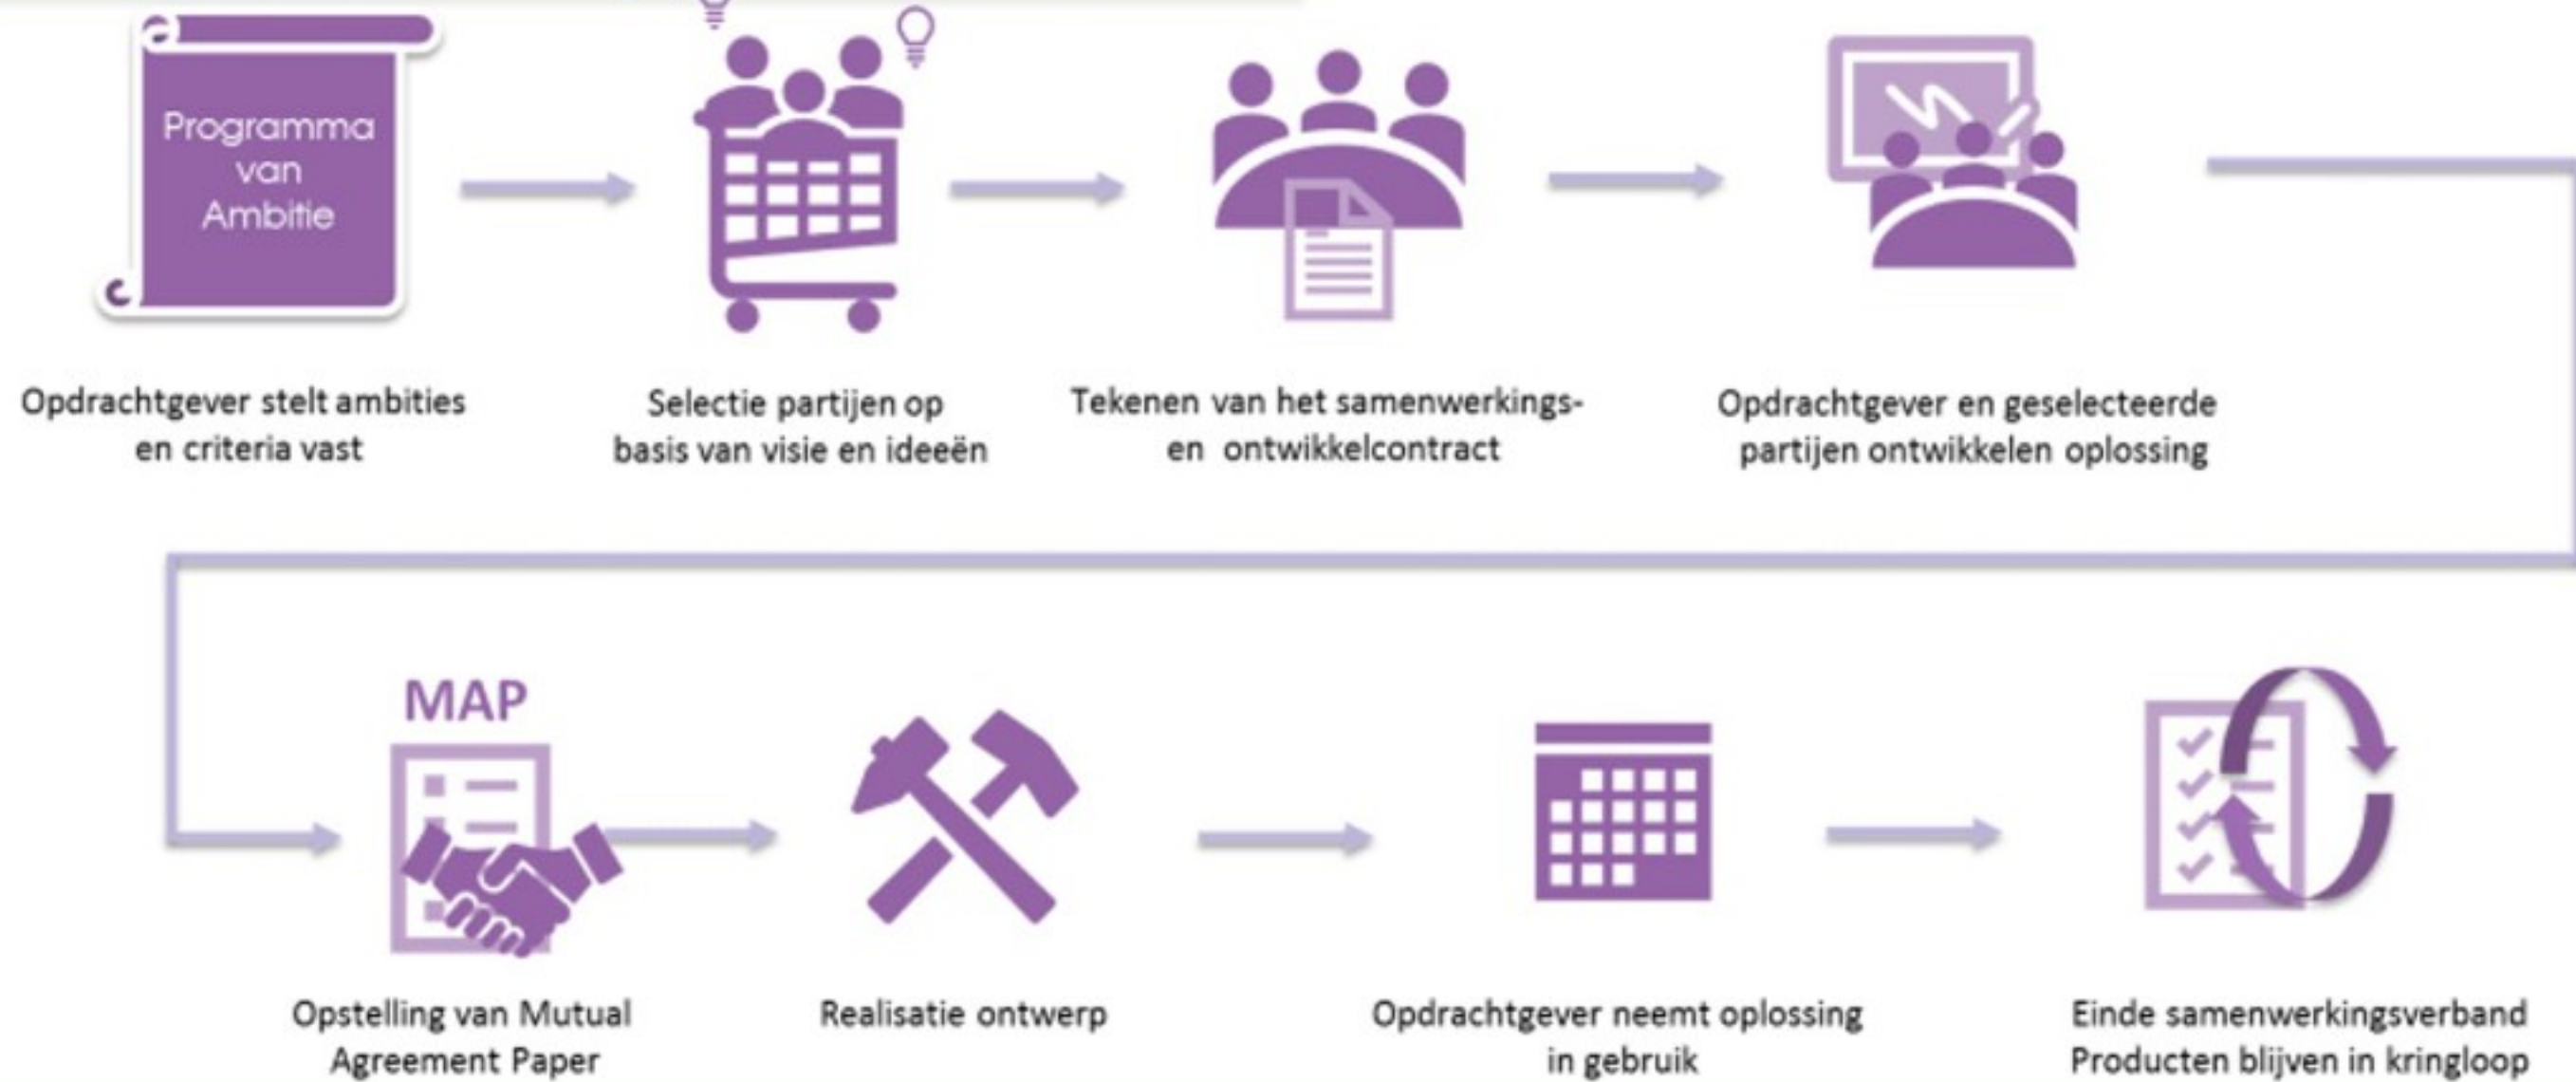 Programma
van
Ambitie
Opdrachtgever stelt ambities
en criteria vast
Selectie partijen op
basis van visie en ideeën
Tekenen van het samenwerkings-
en ontwikkelcontract
Opdrachtgever en geselecteerde
partijen ontwikkelen oplossing
MAP
Opstelling van Mutual
Agreement Paper
Realisatie ontwerp
Opdrachtgever neemt oplossing
in gebruik
Einde samenwerkingsverband
Producten blijven in kringloop